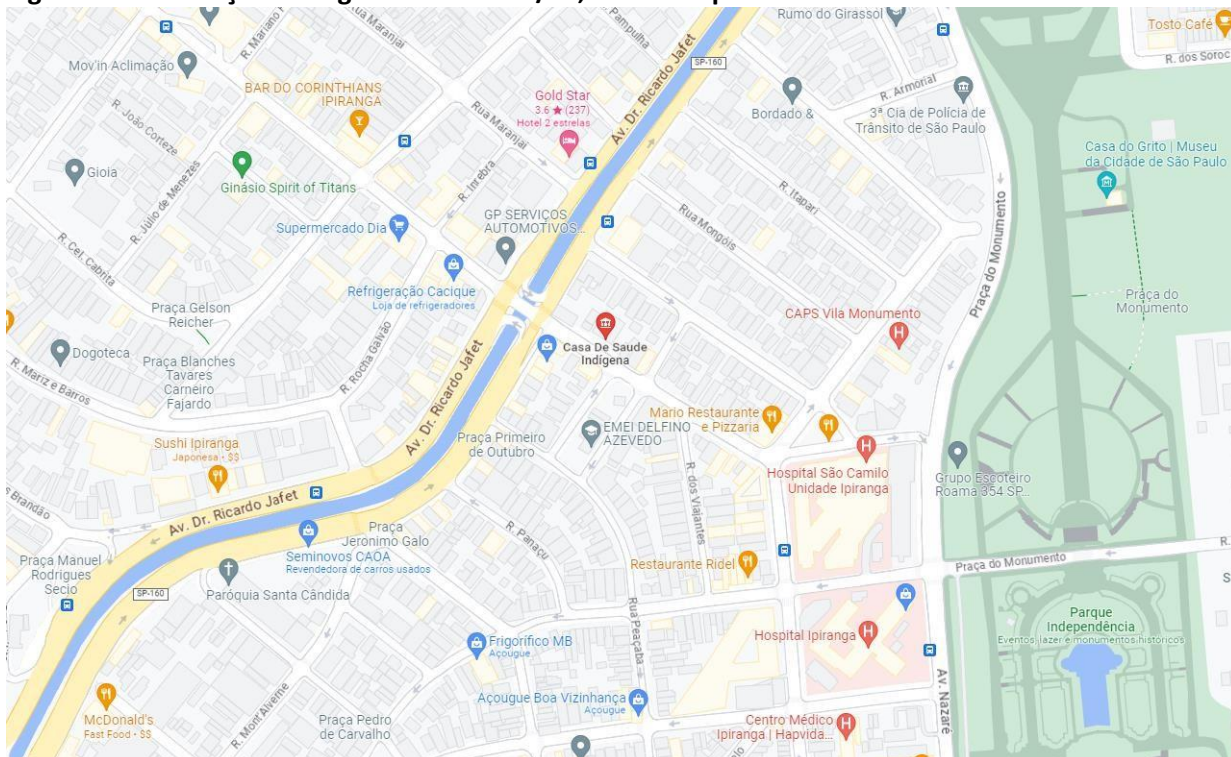 Rumo do Girassol
Tosto Café
R. dos Soroc
Rua Maranjaí
R. Mariano P
Pampulha
Mov'in Aclimação
BAR DO CORINTHIANS
IPIRANGA
Av. Dr. Ricardo Jafet
SP-160
R. Armorial
Gold Star
3.6 ★ (237)
Hotel 2 estrelas
Bordado &
3ª Cia de Polícia de
Trânsito de São Paulo
R. João Corteze
Rua Maranjaí
Casa do Grito | Museu
da Cidade de São Paulo
Gioia
Ginásio Spirit of Titans
R. Júlio de Menezes
R. Imraré
R. Itapari
Rua Mongóis
GP SERVIÇOS
AUTOMOTIVOS...
Supermercado Dia
R. Cel. Cabrita
Praça do Monumento
Refrigeração Cacique
Loja de refrigeradores
Praça do
Monumento
Praça Gelson
Reicher
CAPS Vila Monumento
Casa De Saude
Indígena
Dogoteca
Praça Blanches
Tavares
Carneiro
Fajardo
R. Rocha Galvão
Av. Dr. Ricardo Jafet
R. Mariz e Barros
Mario Restaurante
e Pizzaria
EMEI DELFINO
AZEVEDO
Praça Primeiro
de Outubro
Sushi Ipiranga
Japonesa • $$
Hospital São Camilo
Unidade Ipiranga
Grupo Escoteiro
Roama 354 SP...
R. dos Viajantes
s Brandão
Av. Dr. Ricardo Jafet
R. Panaçu
Praça
Jeronimo Galo
Praça Manuel
Rodrigues
Secio
Seminovos CAOA
Revendedora de carros usados
Restaurante Ridel
Praça do Monumento
R.
S
SP-160
Paróquia Santa Cândida
Rua Peaçaba
Parque
Independência
Eventos, lazer e monumentos históricos
Frigorífico MB
Açougue
Hospital Ipiranga
Açougue Boa Vizinhança
Açougue
Av. Nazaré
McDonald's
Fast Food • $$
R. Mont'Alverne
Praça Pedro
de Carvalho
Centro Médico
Ipiranga | Hapvida...